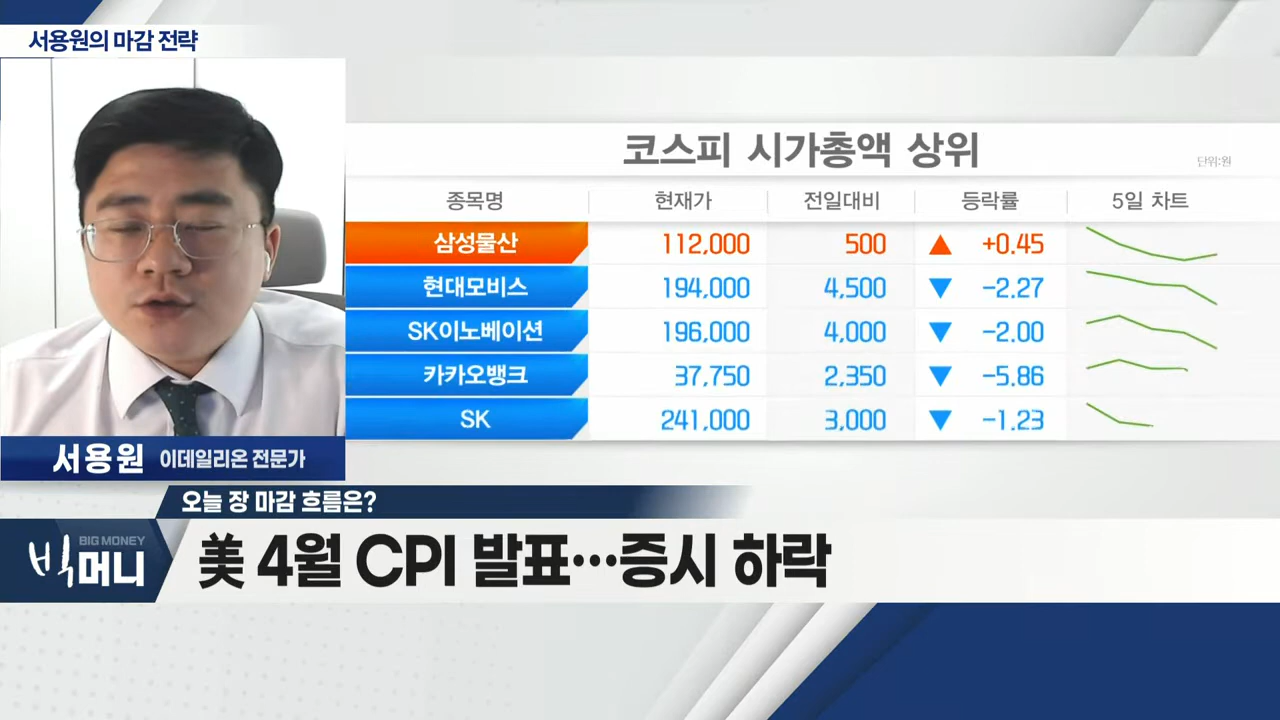 서용원의 마감 전략
코스피 시가총액 상위
단위:원
종목명 현재가 전일대비 등락률 5일 차트
삼성물산 112,000 500 ▲ +0.45
현대모비스 194,000 4,500 ▼ -2.27
SK이노베이션 196,000 4,000 ▼ -2.00
카카오뱅크 37,750 2,350 ▼ -5.86
SK 241,000 3,000 ▼ -1.23
서용원 이데일리온 전문가
오늘 장 마감 흐름은?
BIG MONEY
빅머니
美 4월 CPI 발표…증시 하락